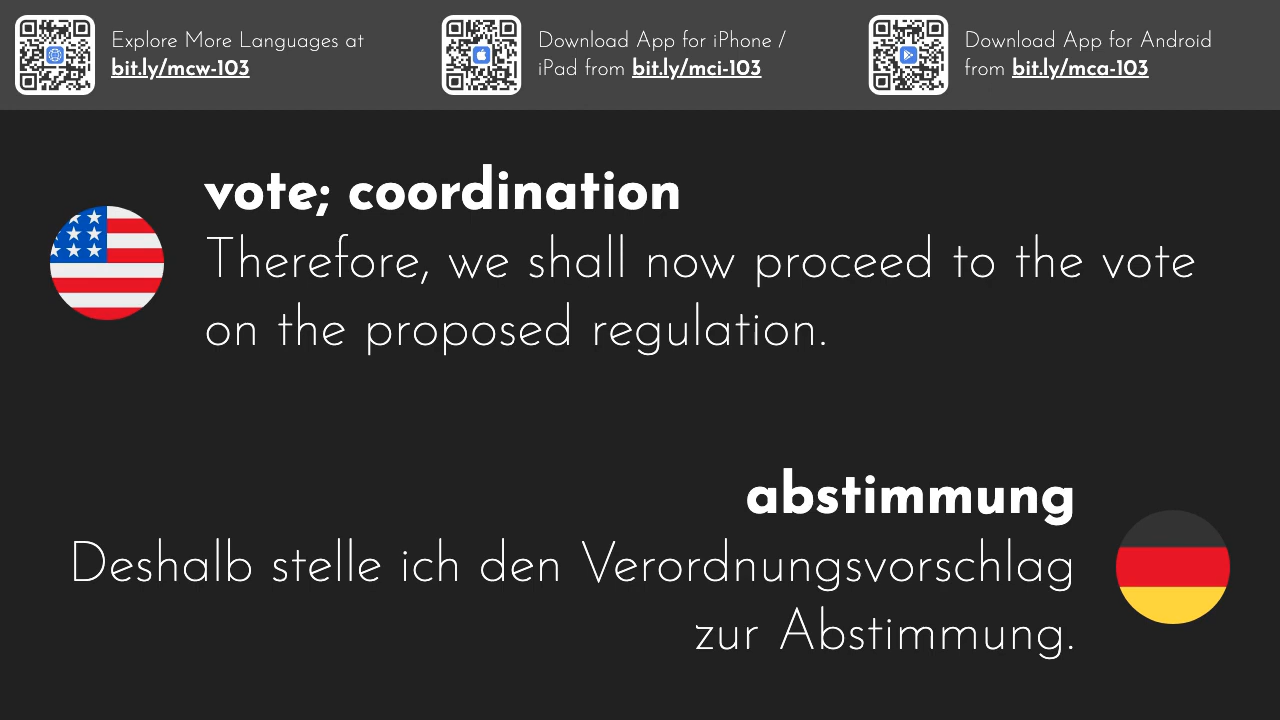 Explore More Languages at
bit.ly/mcw-103
Download App for iPhone /
iPad from bit.ly/mci-103
Download App for Android
from bit.ly/mca-103
vote; coordination
Therefore, we shall now proceed to the vote
on the proposed regulation.
abstimmung
Deshalb stelle ich den Verordnungsvorschlag
zur Abstimmung.